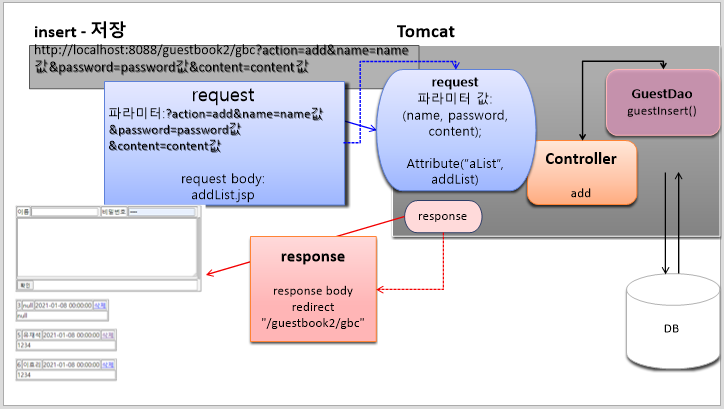 insert - 저장
Tomcat
http://localhost:8088/guestbook2/gbc?action=add&name=name
값&password=password값&content=content값
request
파라미터:?action=add&name=name값
&password=password값
&content=content값
request body:
addList.jsp
request
파라미터 값:
(name, password,
content);
Attribute("aList",
addList)
GuestDao
guestInsert()
Controller
add
response
response
response body
redirect
"/guestbook2/gbc"
DB
이름
비밀번호
확인
3 null 2021-01-08 00:00:00 삭제
null
5 유재석 2021-01-08 00:00:00 삭제
1234
6 이효리 2021-01-08 00:00:00 삭제
1234